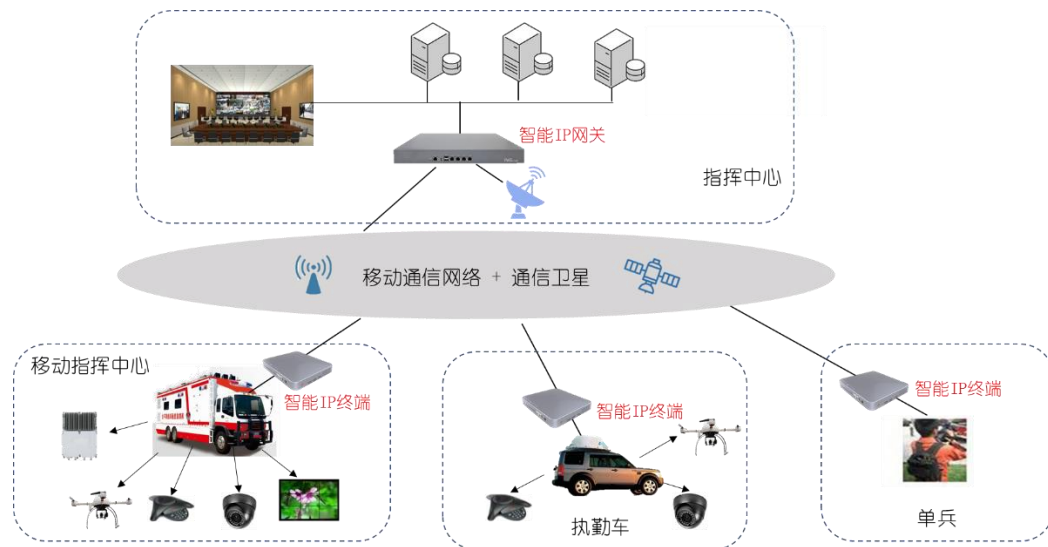 智能IP网关
指挥中心
移动通信网络 + 通信卫星
移动指挥中心
智能IP终端
智能IP终端
智能IP终端
执勤车
单兵